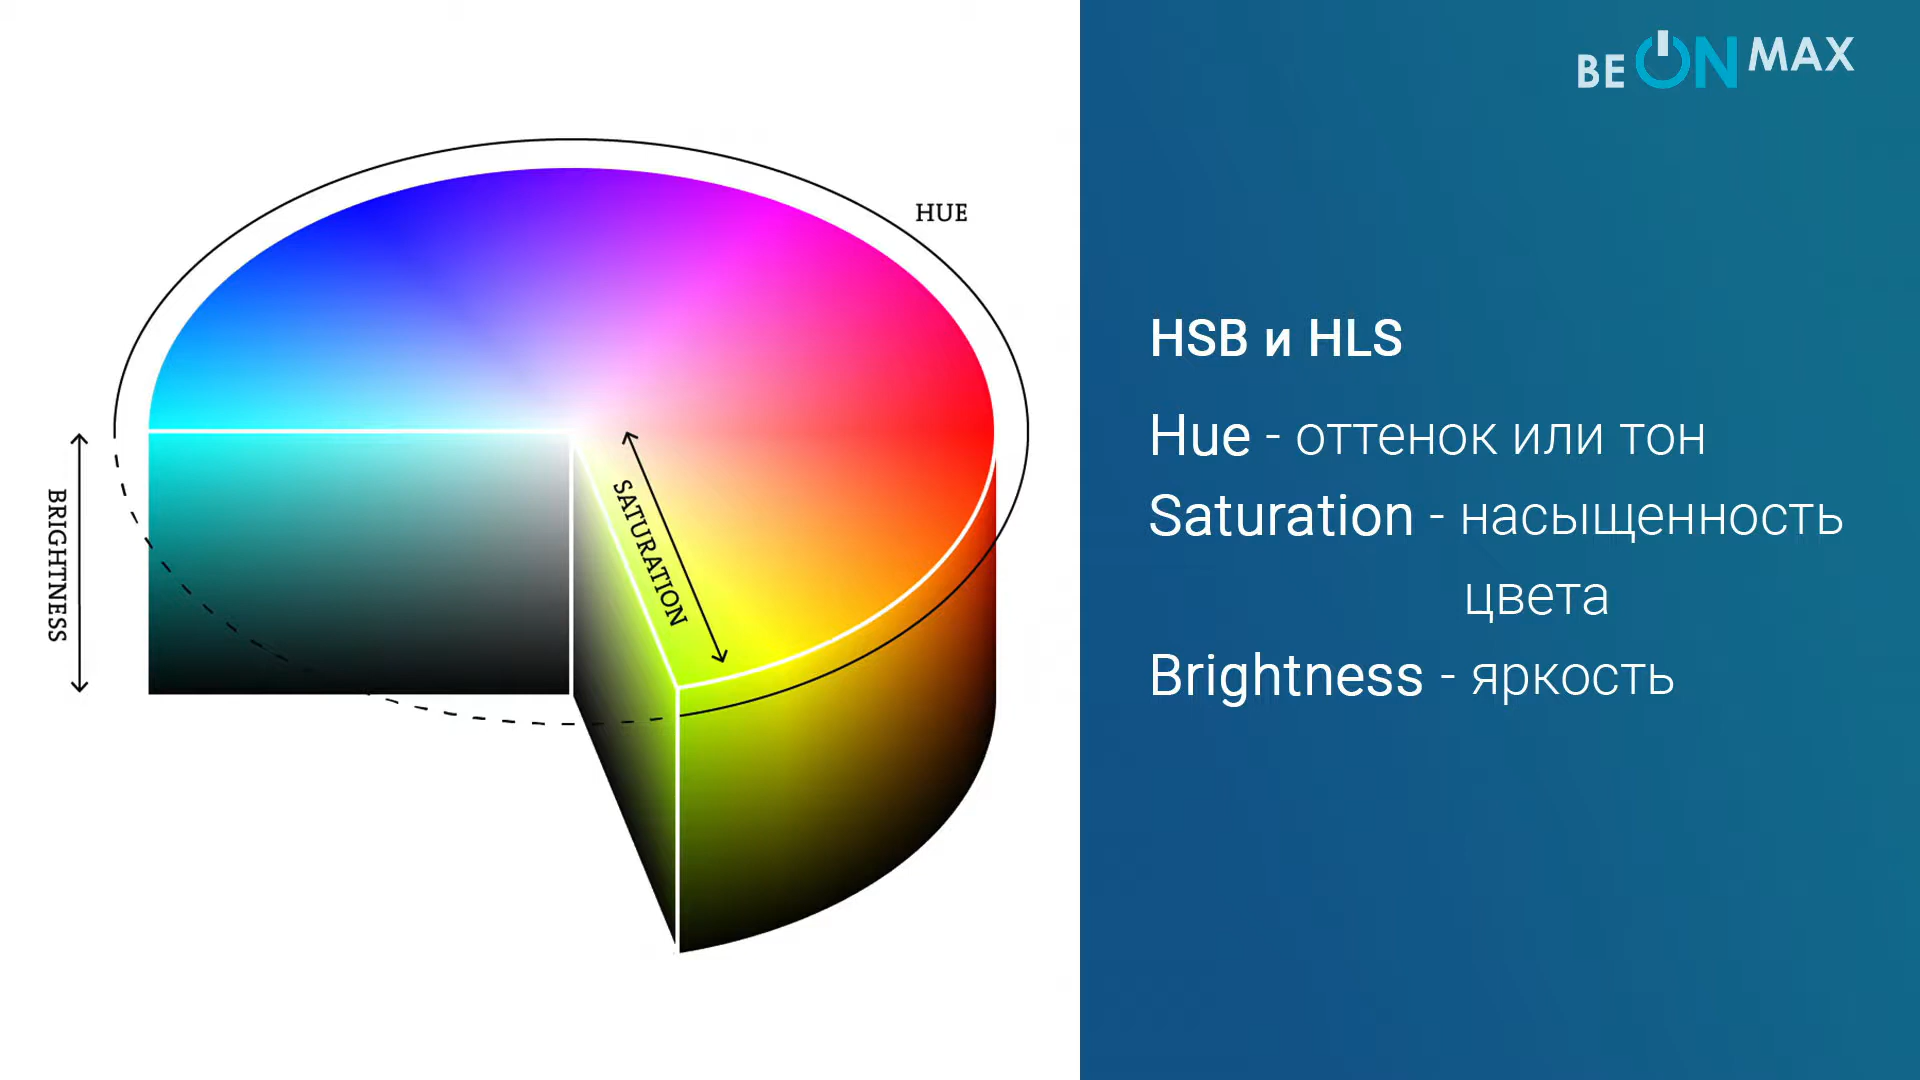 BE ON MAX
HUE
BRIGHTNESS
SATURATION
HSB и HLS
Hue - оттенок или тон
Saturation - насыщенность
цвета
Brightness - яркость